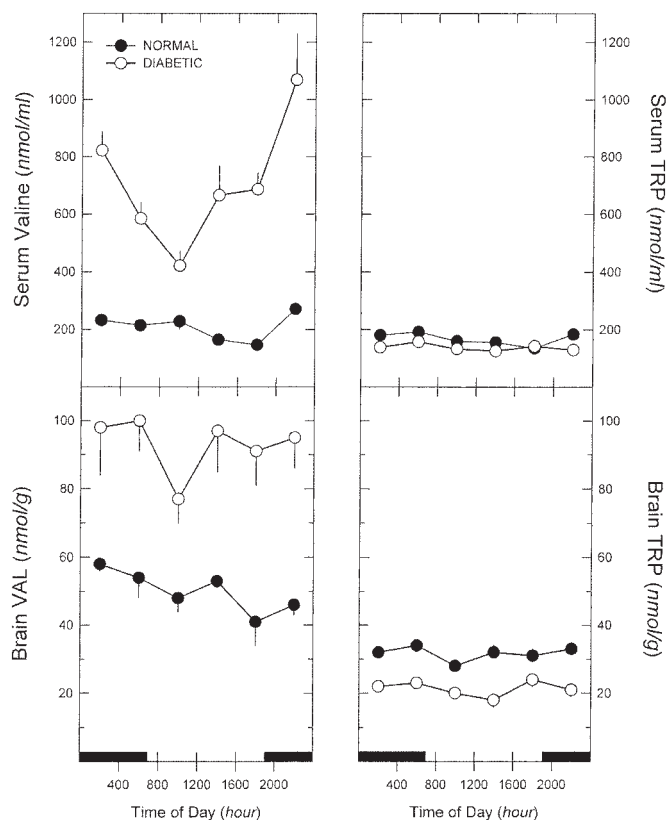 1200
1000
800
600
400
200
NORMAL
DIABETIC
Serum Valine (nmol/ml)
1200
1000
800
600
400
200
Serum TRP (nmol/ml)
100
80
60
40
20
Brain VAL (nmol/g)
100
80
60
40
20
Brain TRP (nmol/g)
400 800 1200 1600 2000
Time of Day (hour)
400 800 1200 1600 2000
Time of Day (hour)